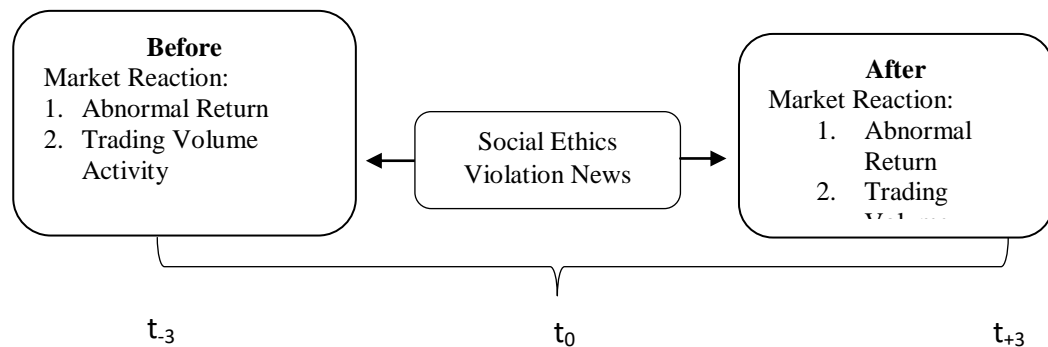 Before
Market Reaction:
1. Abnormal Return
2. Trading Volume
Activity
Social Ethics
Violation News
After
Market Reaction:
1. Abnormal
Return
2. Trading
t-3
t0
t+3